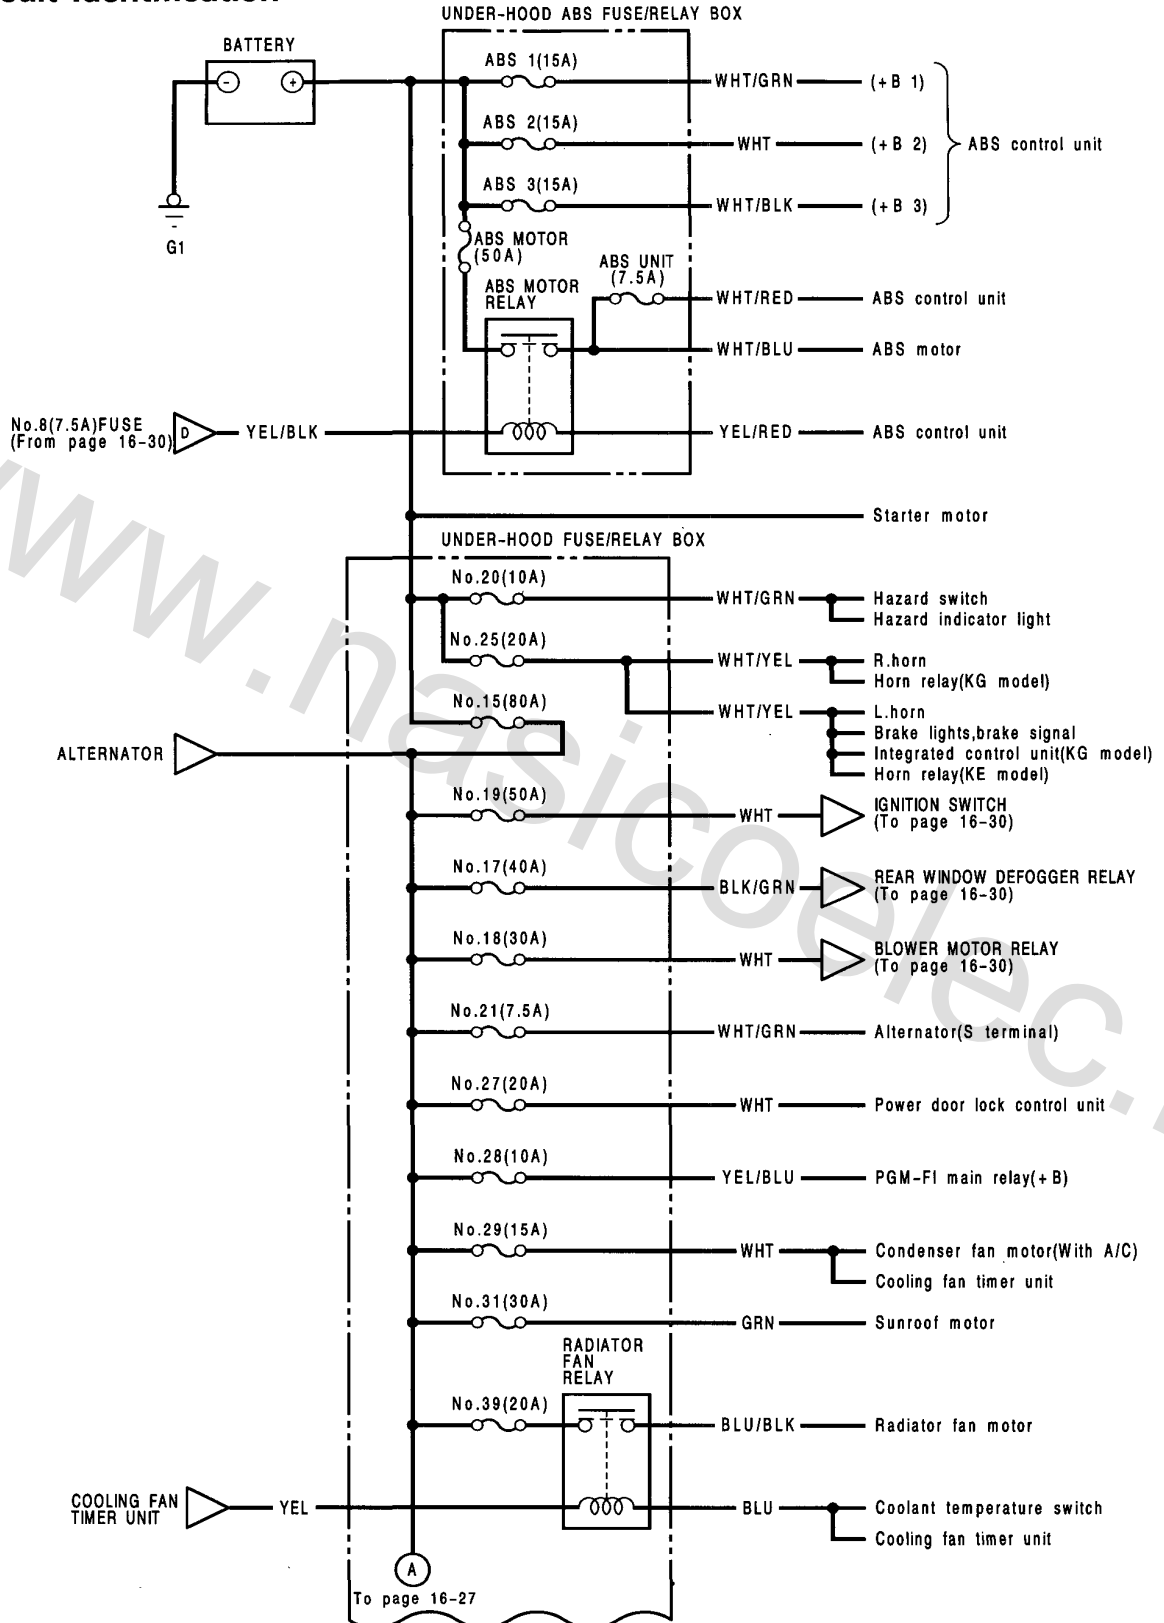 UNDER-HOOD ABS FUSE/RELAY BOX
BATTERY
- +
G1
ABS 1(15A)
WHT/GRN
(+B 1)
ABS 2(15A)
WHT
(+B 2)
ABS control unit
ABS 3(15A)
WHT/BLK
(+B 3)
ABS MOTOR
(50A)
ABS UNIT
(7.5A)
ABS MOTOR
RELAY
WHT/RED
ABS control unit
WHT/BLU
ABS motor
No.8(7.5A)FUSE
(From page 16-30)
D
YEL/BLK
YEL/RED
ABS control unit
Starter motor
UNDER-HOOD FUSE/RELAY BOX
No.20(10A)
WHT/GRN
Hazard switch
Hazard indicator light
No.25(20A)
WHT/YEL
R.horn
Horn relay(KG model)
No.15(80A)
WHT/YEL
L.horn
Brake lights,brake signal
Integrated control unit(KG model)
Horn relay(KE model)
ALTERNATOR
No.19(50A)
WHT
IGNITION SWITCH
(To page 16-30)
No.17(40A)
BLK/GRN
REAR WINDOW DEFOGGER RELAY
(To page 16-30)
No.18(30A)
WHT
BLOWER MOTOR RELAY
(To page 16-30)
No.21(7.5A)
WHT/GRN
Alternator(S terminal)
No.27(20A)
WHT
Power door lock control unit
No.28(10A)
YEL/BLU
PGM-FI main relay(+B)
No.29(15A)
WHT
Condenser fan motor(With A/C)
Cooling fan timer unit
No.31(30A)
GRN
Sunroof motor
RADIATOR
FAN
RELAY
No.39(20A)
BLU/BLK
Radiator fan motor
COOLING FAN
TIMER UNIT
YEL
BLU
Coolant temperature switch
Cooling fan timer unit
A
To page 16-27
www.nasicoelec.